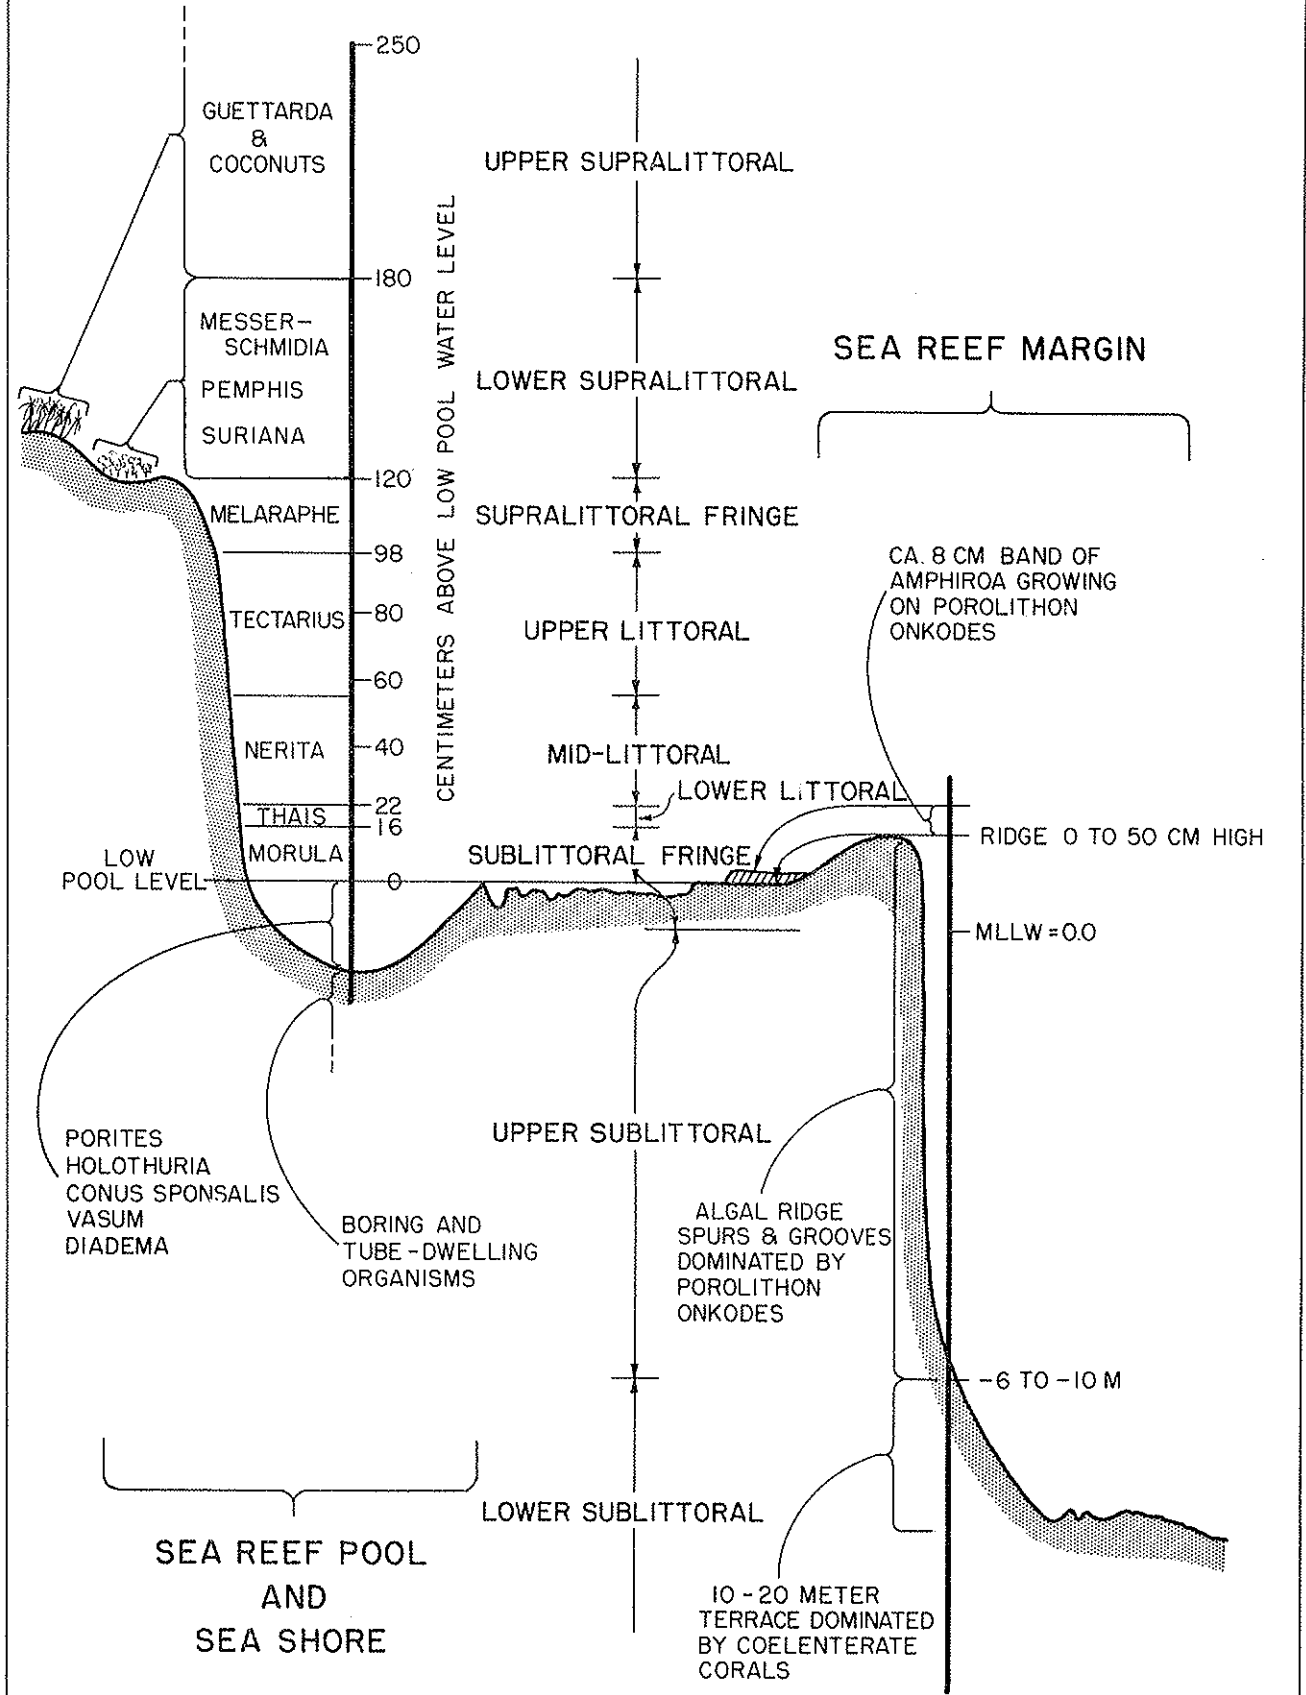 250
GUETTARDA
&
COCONUTS
UPPER SUPRALITTORAL
180
MESSER-
SCHMIDIA
PEMPHIS
SURIANA
LOWER SUPRALITTORAL
120
MELARAPHE
SUPRALITTORAL FRINGE
98
TECTARIUS
80
UPPER LITTORAL
60
NERITA
40
MID-LITTORAL
22
THAIS
16
LOWER LITTORAL
MORULA
SUBLITTORAL FRINGE
LOW
POOL LEVEL
0
CENTIMETERS ABOVE LOW POOL WATER LEVEL
SEA REEF MARGIN
CA. 8 CM BAND OF
AMPHIROA GROWING
ON POROLITHON
ONKODES
RIDGE 0 TO 50 CM HIGH
MLLW = 0.0
PORITES
HOLOTHURIA
CONUS SPONSALIS
VASUM
DIADEMA
BORING AND
TUBE-DWELLING
ORGANISMS
UPPER SUBLITTORAL
ALGAL RIDGE
SPURS & GROOVES
DOMINATED BY
POROLITHON
ONKODES
-6 TO -10 M
LOWER SUBLITTORAL
SEA REEF POOL
AND
SEA SHORE
10-20 METER
TERRACE DOMINATED
BY COELENTERATE
CORALS